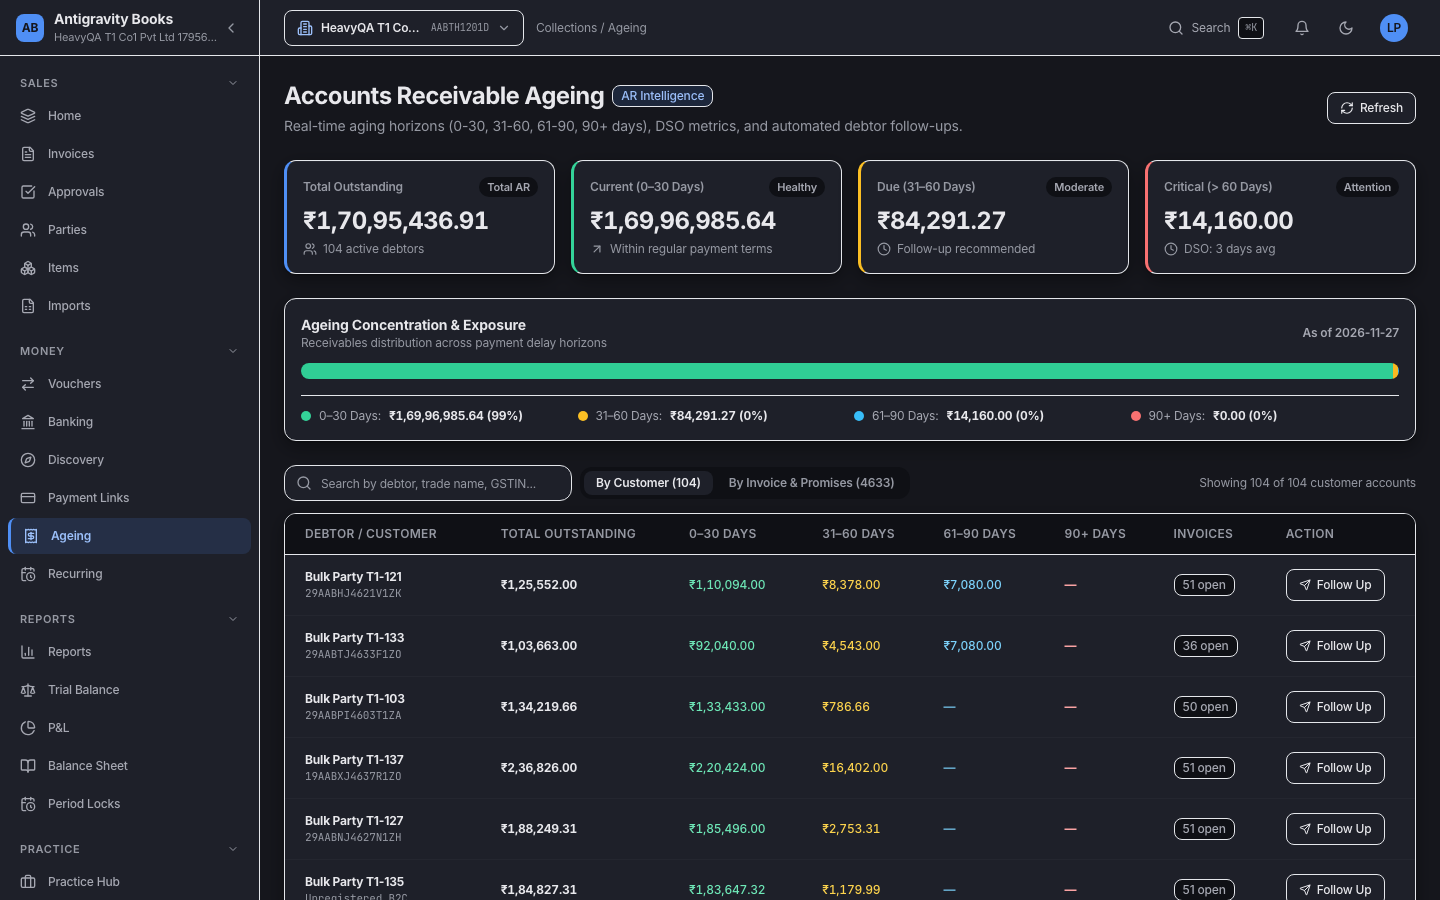 AB
Antigravity Books
HeavyQA T1 Co1 Pvt Ltd 17956...
SALES
Home
Invoices
Approvals
Parties
Items
Imports
MONEY
Vouchers
Banking
Discovery
Payment Links
Ageing
Recurring
REPORTS
Reports
Trial Balance
P&L
Balance Sheet
Period Locks
PRACTICE
Practice Hub
HeavyQA T1 Co... AABTH1201D
Collections / Ageing
Search ⌘K
LP
Accounts Receivable Ageing AR Intelligence
Real-time aging horizons (0-30, 31-60, 61-90, 90+ days), DSO metrics, and automated debtor follow-ups.
Refresh
Total Outstanding Total AR
₹1,70,95,436.91
104 active debtors
Current (0–30 Days) Healthy
₹1,69,96,985.64
Within regular payment terms
Due (31–60 Days) Moderate
₹84,291.27
Follow-up recommended
Critical (> 60 Days) Attention
₹14,160.00
DSO: 3 days avg
Ageing Concentration & Exposure
Receivables distribution across payment delay horizons
As of 2026-11-27
0–30 Days: ₹1,69,96,985.64 (99%) 31–60 Days: ₹84,291.27 (0%) 61–90 Days: ₹14,160.00 (0%) 90+ Days: ₹0.00 (0%)
Search by debtor, trade name, GSTIN...
By Customer (104) By Invoice & Promises (4633)
Showing 104 of 104 customer accounts
DEBTOR / CUSTOMER TOTAL OUTSTANDING 0–30 DAYS 31–60 DAYS 61–90 DAYS 90+ DAYS INVOICES ACTION
Bulk Party T1-121
29AABHJ4621V1ZK
₹1,25,552.00 ₹1,10,094.00 ₹8,378.00 ₹7,080.00 — 51 open Follow Up
Bulk Party T1-133
29AABTJ4633F1ZO
₹1,03,663.00 ₹92,040.00 ₹4,543.00 ₹7,080.00 — 36 open Follow Up
Bulk Party T1-103
29AABPI4603T1ZA
₹1,34,219.66 ₹1,33,433.00 ₹786.66 — — 50 open Follow Up
Bulk Party T1-137
19AABXJ4637R1ZO
₹2,36,826.00 ₹2,20,424.00 ₹16,402.00 — — 51 open Follow Up
Bulk Party T1-127
29AABNJ4627N1ZH
₹1,88,249.31 ₹1,85,496.00 ₹2,753.31 — — 51 open Follow Up
Bulk Party T1-135
Unregistered B2C
₹1,84,827.31 ₹1,83,647.32 ₹1,179.99 — — 51 open Follow Up